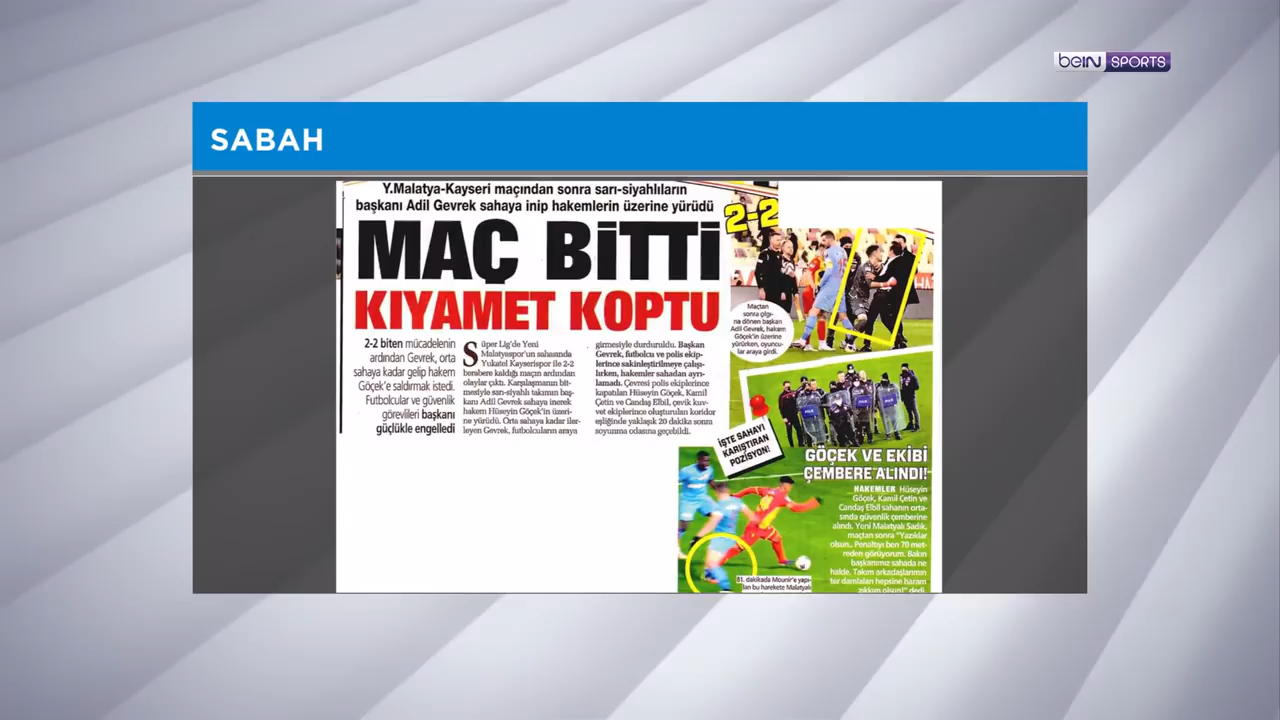 beIN SPORTS
SABAH
Y.Malatya-Kayseri maçından sonra sarı-siyahlıların
başkanı Adil Gevrek sahaya inip hakemlerin üzerine yürüdü
MAÇ BİTTİ
KIYAMET KOPTU
2-2
2-2 biten mücadelenin
ardından Gevrek, orta
sahaya kadar gelip hakem
Göçek'e saldırmak istedi.
Futbolcular ve güvenlik
görevlileri başkanı
güçlükle engelledi
Süper Lig'de Yeni
Malatyaspor'un sahasında
Yukatel Kayserispor ile 2-2
berabere kaldığı maçın ardından
olaylar çıktı. Karşılaşmanın bit-
mesiyle sarı-siyahlı takımın baş-
kanı Adil Gevrek sahaya inerek
hakem Hüseyin Göçek'in üzeri-
ne yürüdü. Orta sahaya kadar iler-
leyen Gevrek, futbolcuların araya
girmesiyle durduruldu. Başkan
Gevrek, futbolcu ve polis ekip-
lerince sakinleştirilmeye çalışı-
lırken, hakemler sahadan ayrı-
lamadı. Çevresi polis ekiplerince
kapatılan Hüseyin Göçek, Kamil
Çetin ve Candaş Elbil, çevik kuv-
vet ekiplerince oluşturulan koridor
eşliğinde yaklaşık 20 dakika sonra
soyunma odasına geçebildi.
Maçtan
sonra çılgı-
na dönen başkan
Adil Gevrek, hakem
Göçek'in üzerine
yürürken, oyuncu-
lar araya girdi.
İŞTE SAHAYI
KARIŞTIRAN
POZİSYON!
GÖÇEK VE EKİBİ
ÇEMBERE ALINDI!
HAKEMLER Hüseyin
Göçek, Kamil Çetin ve
Candaş Elbil sahanın orta-
sında güvenlik çemberine
alındı. Yeni Malatyalı Sadık,
maçtan sonra "Yazıklar
olsun.. Penaltıyı ben 70 met-
reden görüyorum. Bakın
başkanımız sahada ne
halde. Takım arkadaşlarımın
ter damlaları hepsine haram
zıkkım olsun!" dedi.
81. dakikada Mounir'e yapı-
lan bu harekete Malatyalı